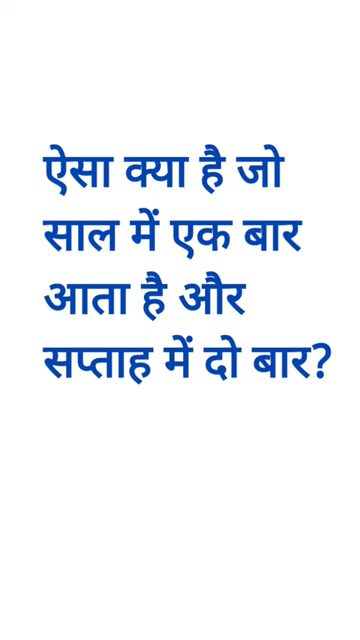 ऐसा क्या है जो
साल में एक बार
आता है और
सप्ताह में दो बार?